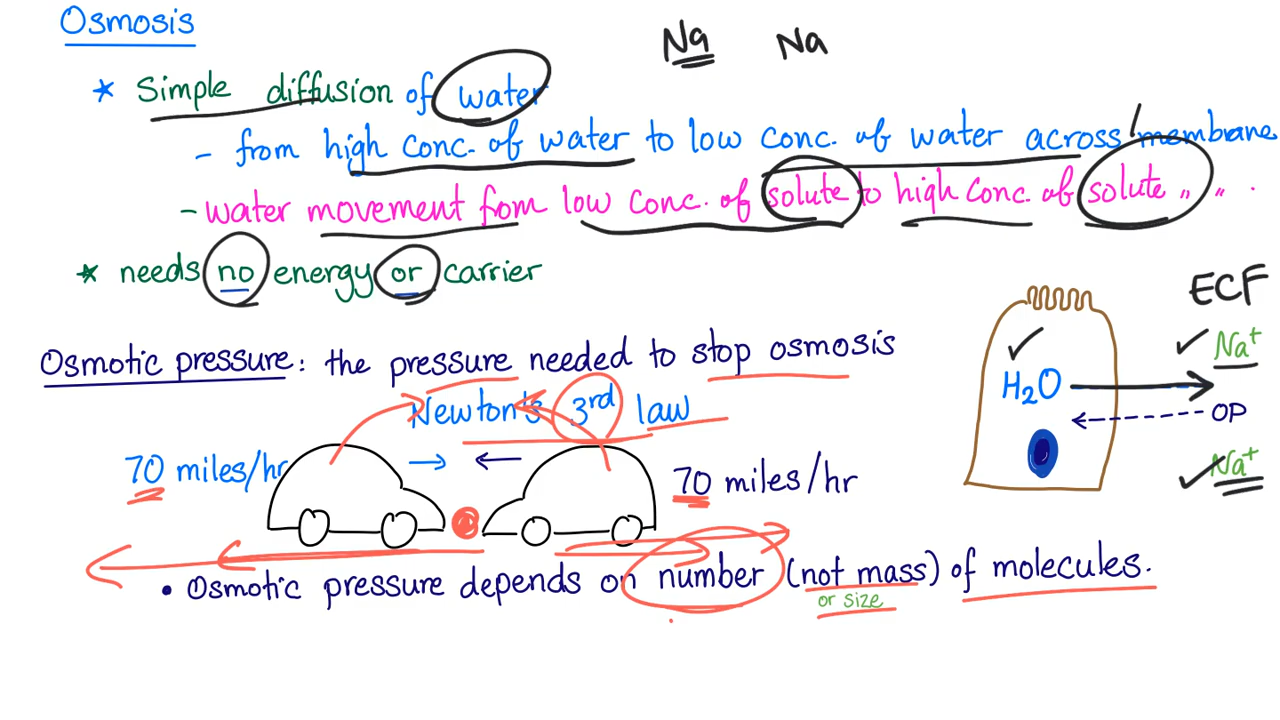 Osmosis
Na Na
* Simple diffusion of water
- from high conc. of water to low conc. of water across membrane
- water movement from low conc. of solute to high conc. of solute " " .
* needs no energy or carrier
ECF
Osmotic pressure: the pressure needed to stop osmosis
Na+
H2O
Newton's 3rd law
OP
70 miles/hr
70 miles/hr
Na+
• Osmotic pressure depends on number (not mass) of molecules.
or size